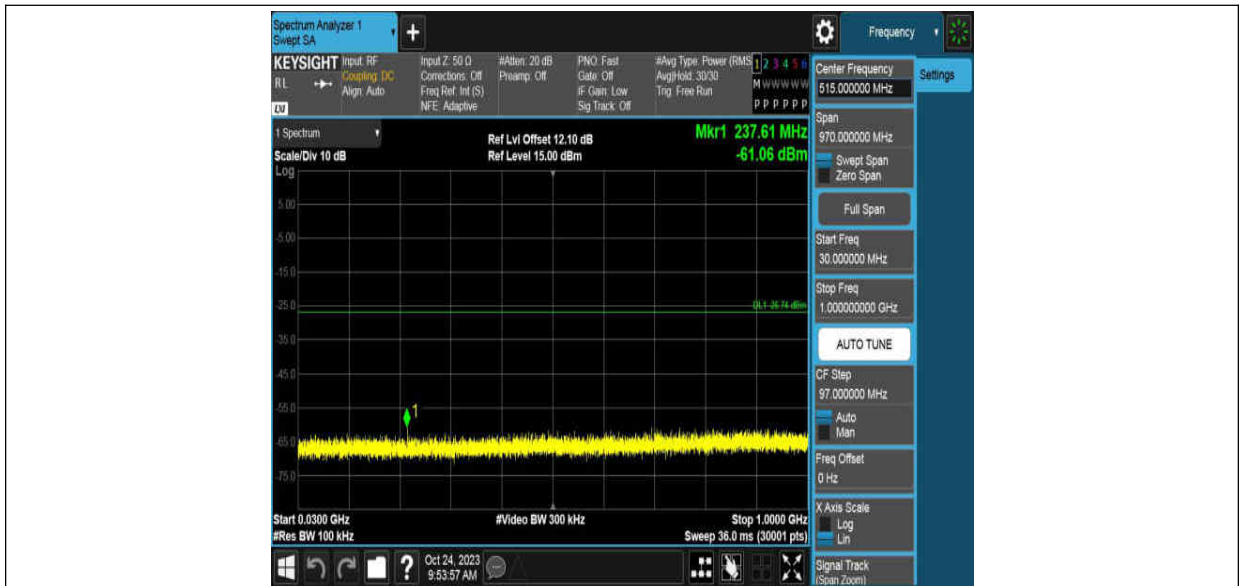 Spectrum Analyzer 1
Swept SA
+
Frequency
KEYSIGHT
RL
LXI
Input: RF
Coupling: DC
Align: Auto
Input Z: 50 Ω
Corrections: Off
Freq Ref: Int (S)
NFE: Adaptive
#Atten: 20 dB
Preamp: Off
PNO: Fast
Gate: Off
IF Gain: Low
Sig Track: Off
#Avg Type: Power (RMS
Avg|Hold: 30/30
Trig: Free Run
1 2 3 4 5 6
M W W W W W
P P P P P P
1 Spectrum
Scale/Div 10 dB
Log
Ref Lvl Offset 12.10 dB
Ref Level 15.00 dBm
Mkr1 237.61 MHz
-61.06 dBm
5.00
-5.00
-15.0
-25.0
DL1 -26.74 dBm
-35.0
-45.0
-55.0
1
-65.0
-75.0
Start 0.0300 GHz
#Res BW 100 kHz
#Video BW 300 kHz
Stop 1.0000 GHz
Sweep 36.0 ms (30001 pts)
Center Frequency
515.000000 MHz
Settings
Span
970.000000 MHz
Swept Span
Zero Span
Full Span
Start Freq
30.000000 MHz
Stop Freq
1.000000000 GHz
AUTO TUNE
CF Step
97.000000 MHz
Auto
Man
Freq Offset
0 Hz
X Axis Scale
Log
Lin
Signal Track
(Span Zoom)
?
Oct 24, 2023
9:53:57 AM